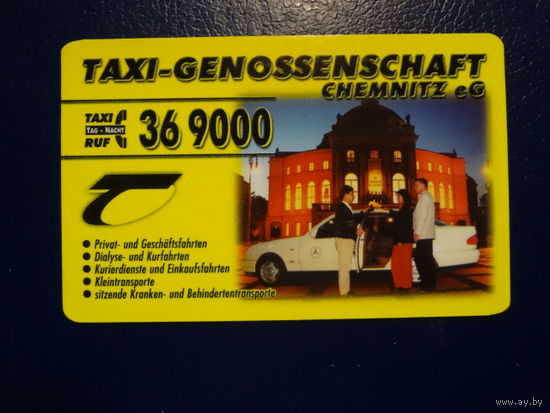 TAXI-GENOSSENSCHAFT
CHEMNITZ eG
TAXI
TAG + NACHT
RUF
36 9000
• Privat- und Geschäftsfahrten
• Dialyse- und Kurfahrten
• Kurierdienste und Einkaufsfahrten
• Kleintransporte
• sitzende Kranken- und Behindertentransporte
www.ay.by